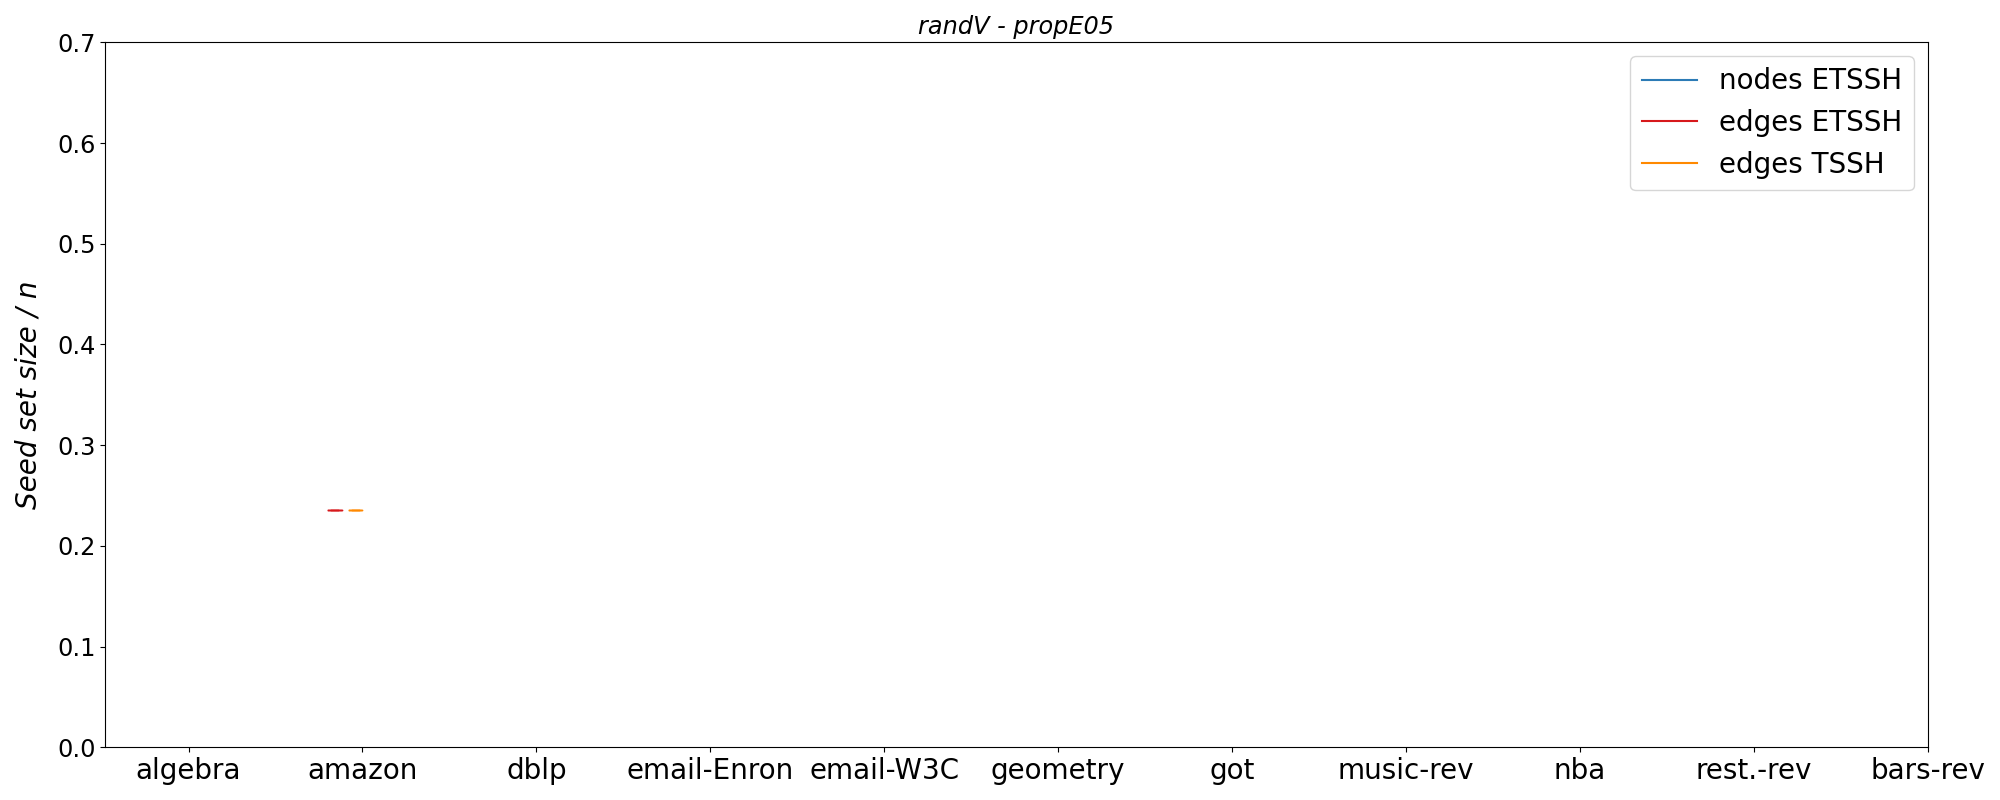 randV - propE05
0.7
0.6
0.5
0.4
0.3
0.2
0.1
0.0
Seed set size / n
nodes ETSSH
edges ETSSH
edges TSSH
algebra amazon dblp email-Enron email-W3C geometry got music-rev nba rest.-rev bars-rev